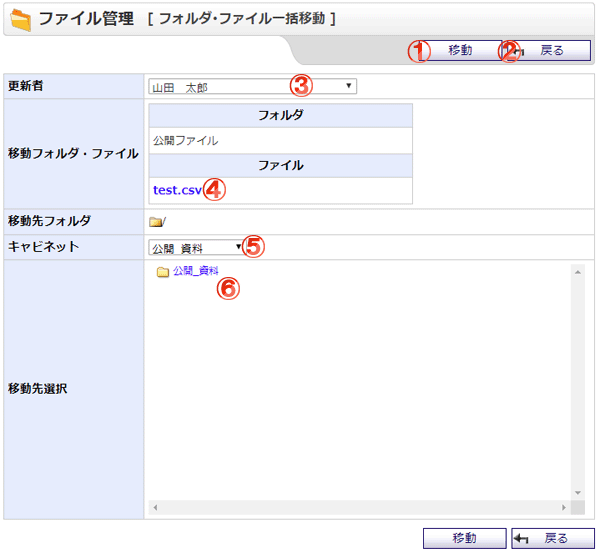 ファイル管理 [ フォルダ･ファイル一括移動 ]
① 移動 ② 戻る
更新者 山田 太郎 ③
移動フォルダ・ファイル
フォルダ
公開ファイル
ファイル
test.csv ④
移動先フォルダ /
キャビネット 公開_資料 ⑤
移動先選択
公開_資料
⑥
移動 戻る